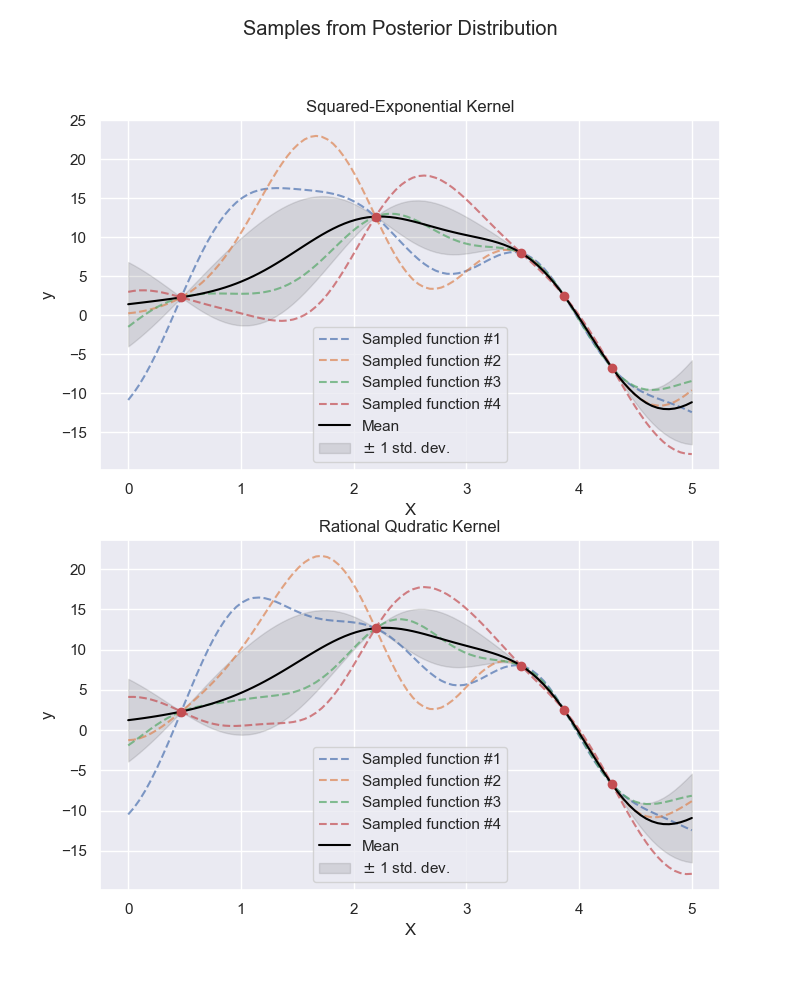 Samples from Posterior Distribution
Squared-Exponential Kernel
25
20
15
10
5
0
−5
−10
−15
y
Sampled function #1
Sampled function #2
Sampled function #3
Sampled function #4
Mean
± 1 std. dev.
0 1 2 3 4 5
X
Rational Qudratic Kernel
20
15
10
5
0
−5
−10
−15
y
Sampled function #1
Sampled function #2
Sampled function #3
Sampled function #4
Mean
± 1 std. dev.
0 1 2 3 4 5
X